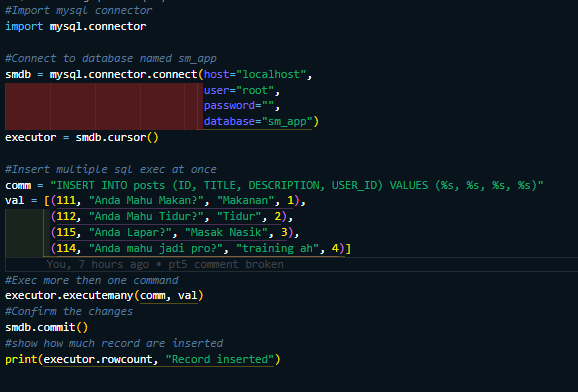 #Import mysql connector
import mysql.connector
#Connect to database named sm_app
smdb = mysql.connector.connect(host="localhost",
user="root",
password="",
database="sm_app")
executor = smdb.cursor()
#Insert multiple sql exec at once
comm = "INSERT INTO posts (ID, TITLE, DESCRIPTION, USER_ID) VALUES (%s, %s, %s, %s)"
val = [(111, "Anda Mahu Makan?", "Makanan", 1),
(112, "Anda Mahu Tidur?", "Tidur", 2),
(115, "Anda Lapar?", "Masak Nasik", 3),
(114, "Anda mahu jadi pro?", "training ah", 4)]
You, 7 hours ago • pt5 comment broken
#Exec more then one command
executor.executemany(comm, val)
#Confirm the changes
smdb.commit()
#show how much record are inserted
print(executor.rowcount, "Record inserted")